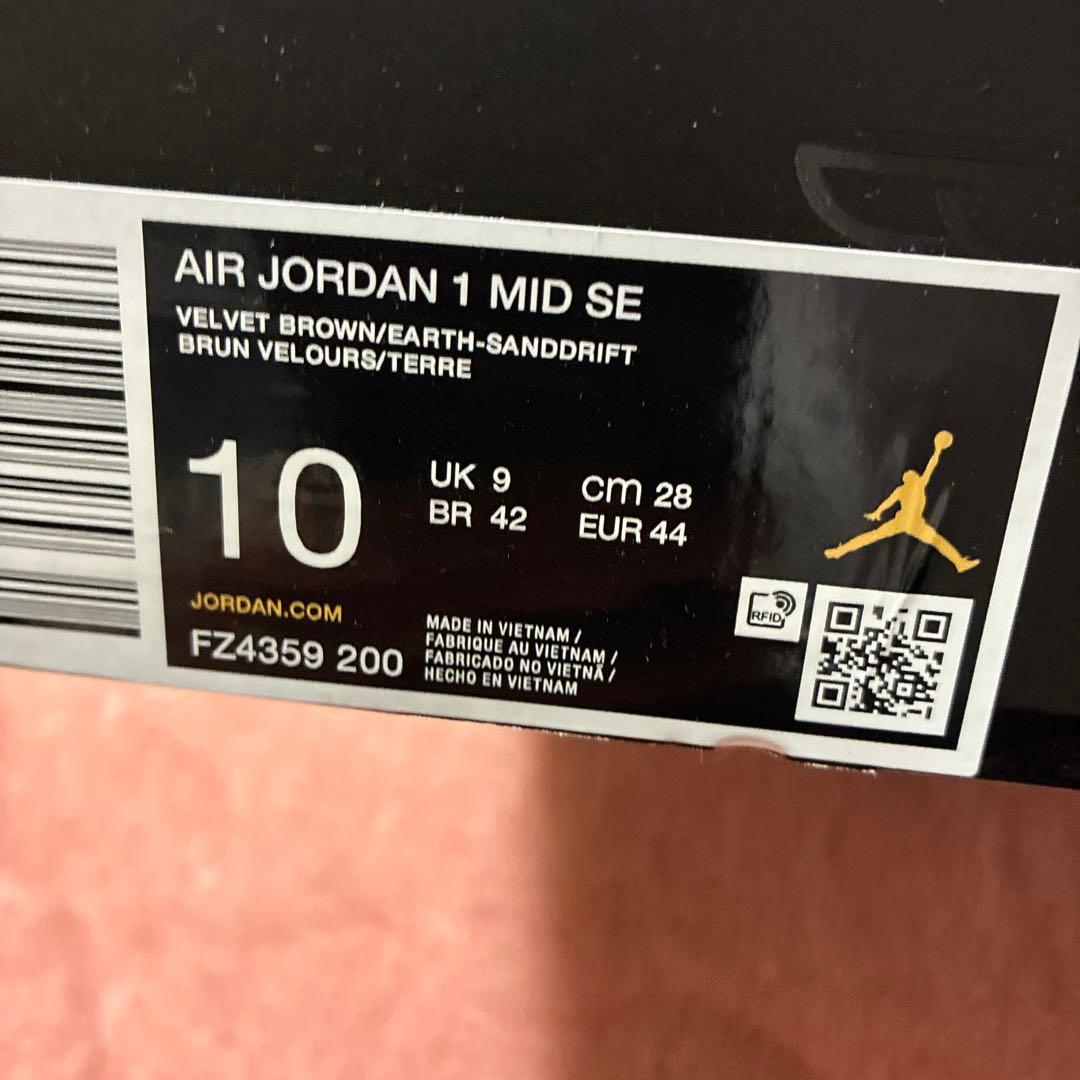 AIR JORDAN 1 MID SE
VELVET BROWN/EARTH-SANDDRIFT
BRUN VELOURS/TERRE
10
UK 9
BR 42
cm 28
EUR 44
JORDAN.COM
FZ4359 200
MADE IN VIETNAM /
FABRIQUE AU VIETNAM /
FABRICADO NO VIETNÃ /
HECHO EN VIETNAM
RFID